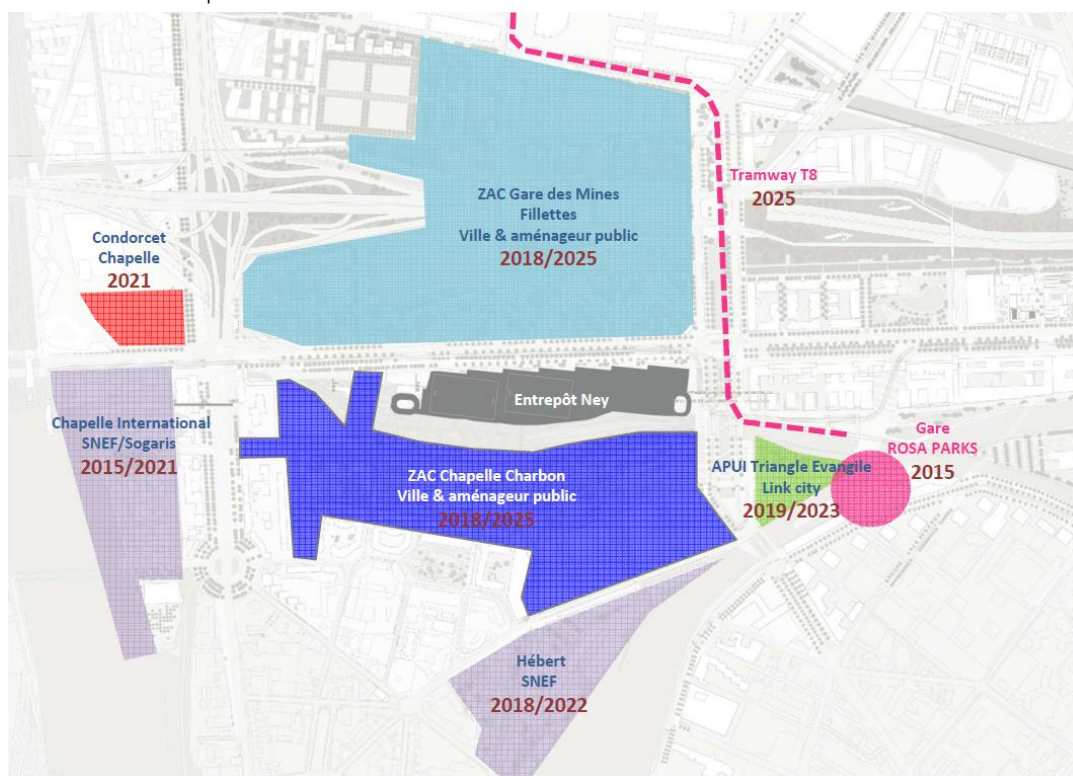 Tramway T8
2025
ZAC Gare des Mines
Fillettes
Ville & aménageur public
2018/2025
Condorcet
Chapelle
2021
Entrepôt Ney
Chapelle International
SNEF/Sogaris
2015/2021
ZAC Chapelle Charbon
Ville & aménageur public
2018/2025
APUI Triangle Evangile
Link city
2019/2023
Gare
ROSA PARKS
2015
Hébert
SNEF
2018/2022